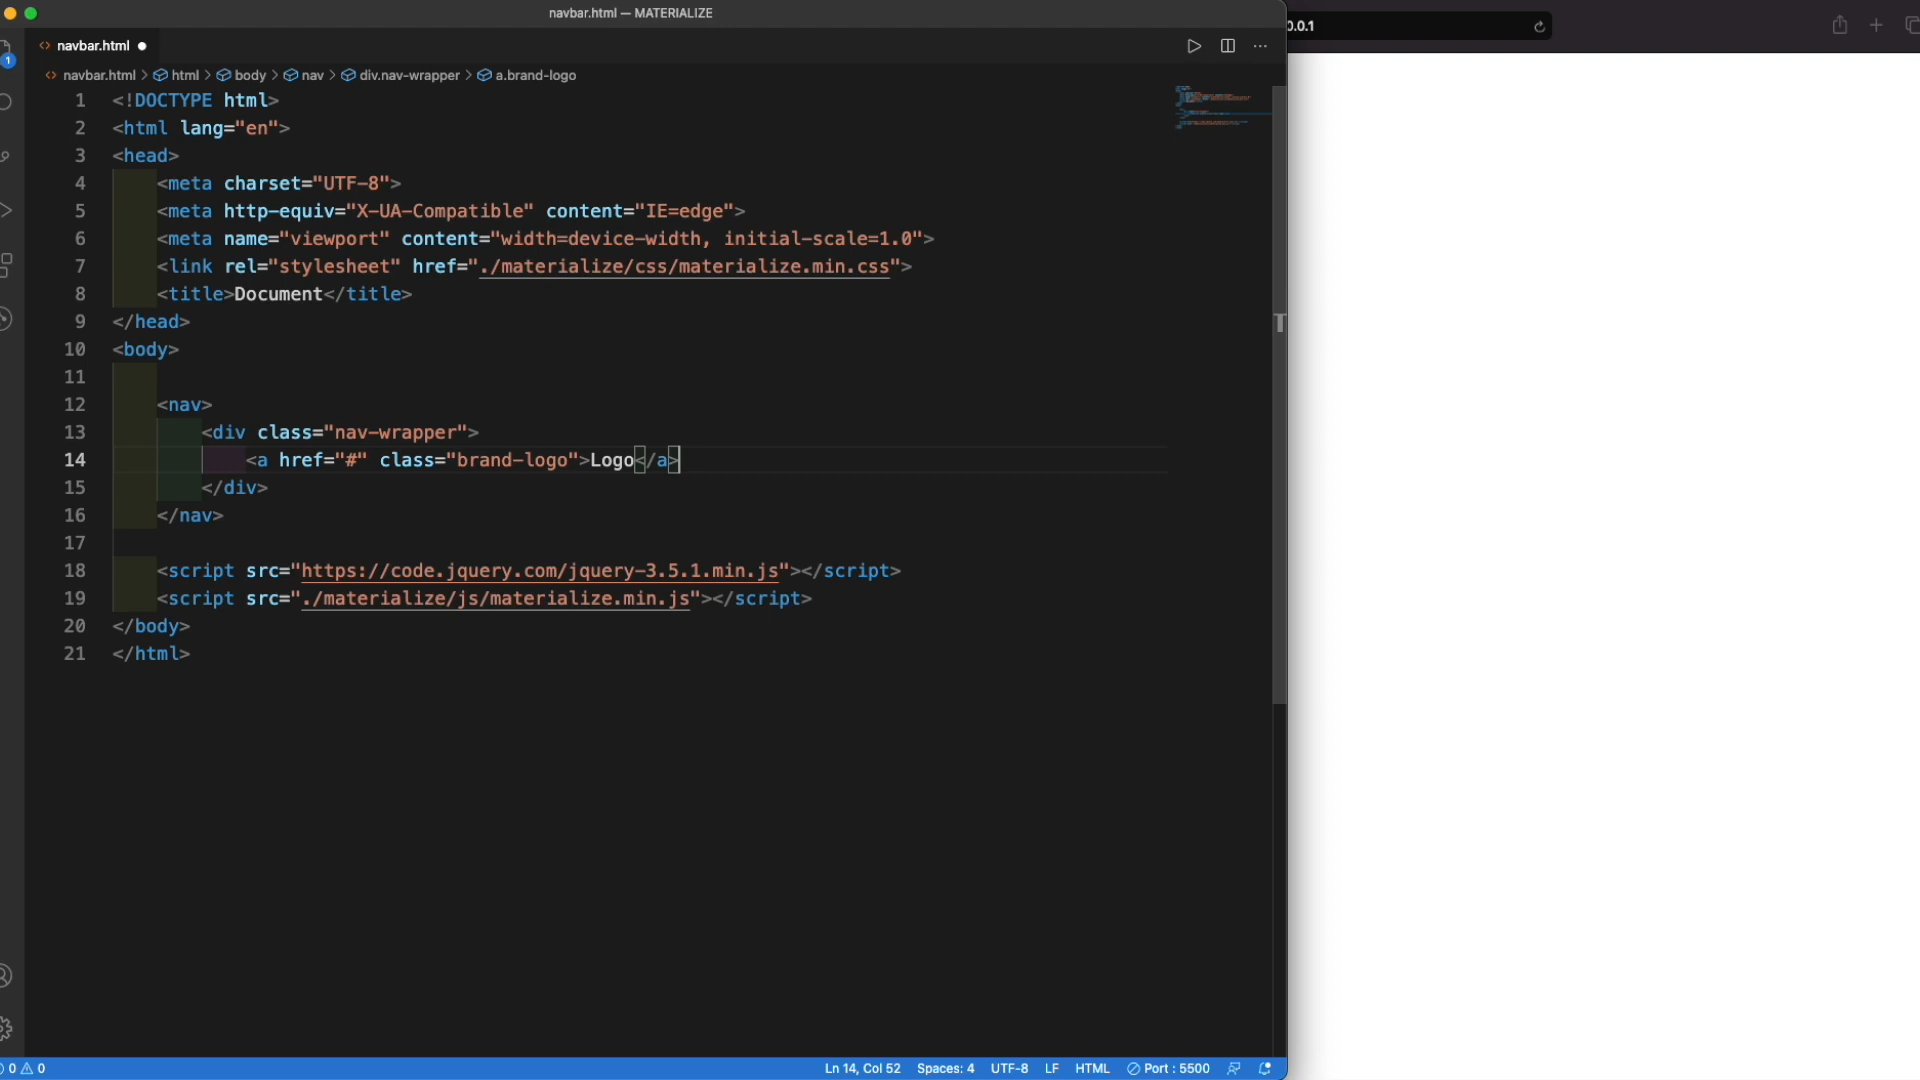 navbar.html — MATERIALIZE
0.0.1
navbar.html
1
navbar.html > html > body > nav > div.nav-wrapper > a.brand-logo
1 <!DOCTYPE html>
2 <html lang="en">
3 <head>
4 <meta charset="UTF-8">
5 <meta http-equiv="X-UA-Compatible" content="IE=edge">
6 <meta name="viewport" content="width=device-width, initial-scale=1.0">
7 <link rel="stylesheet" href="./materialize/css/materialize.min.css">
8 <title>Document</title>
9 </head>
10 <body>
11
12 <nav>
13 <div class="nav-wrapper">
14 <a href="#" class="brand-logo">Logo</a>
15 </div>
16 </nav>
17
18 <script src="https://code.jquery.com/jquery-3.5.1.min.js"></script>
19 <script src="./materialize/js/materialize.min.js"></script>
20 </body>
21 </html>
0 0 Ln 14, Col 52 Spaces: 4 UTF-8 LF HTML Port : 5500